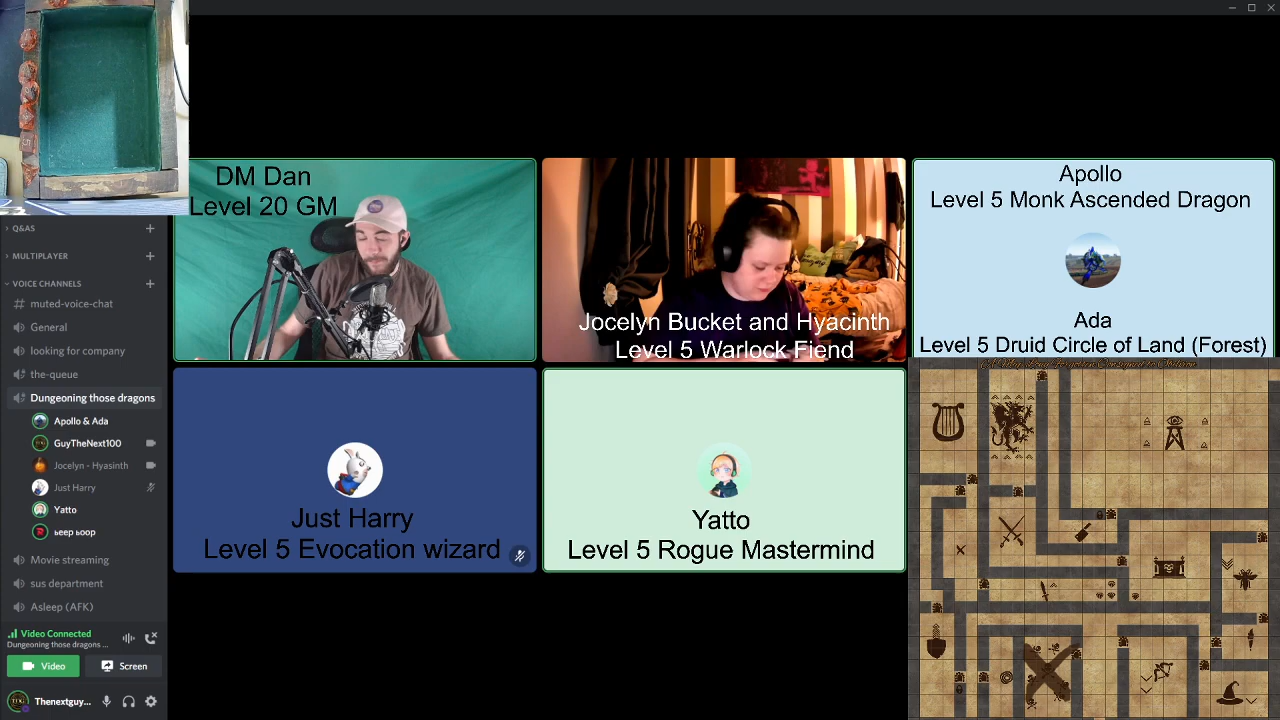 DM Dan
Level 20 GM
Jocelyn Bucket and Hyacinth
Level 5 Warlock Fiend
Apollo
Level 5 Monk Ascended Dragon
Ada
Level 5 Druid Circle of Land (Forest)
Just Harry
Level 5 Evocation wizard
Yatto
Level 5 Rogue Mastermind
Q&AS
MULTIPLAYER
VOICE CHANNELS
muted-voice-chat
General
looking for company
the-queue
Dungeoning those dragons
Apollo & Ada
GuyTheNext100
Jocelyn - Hyasinth
Just Harry
Yatto
ьeep ьoop
Movie streaming
sus department
Asleep (AFK)
Video Connected
Dungeoning those dragons ...
Video
Screen
Thenextguy...